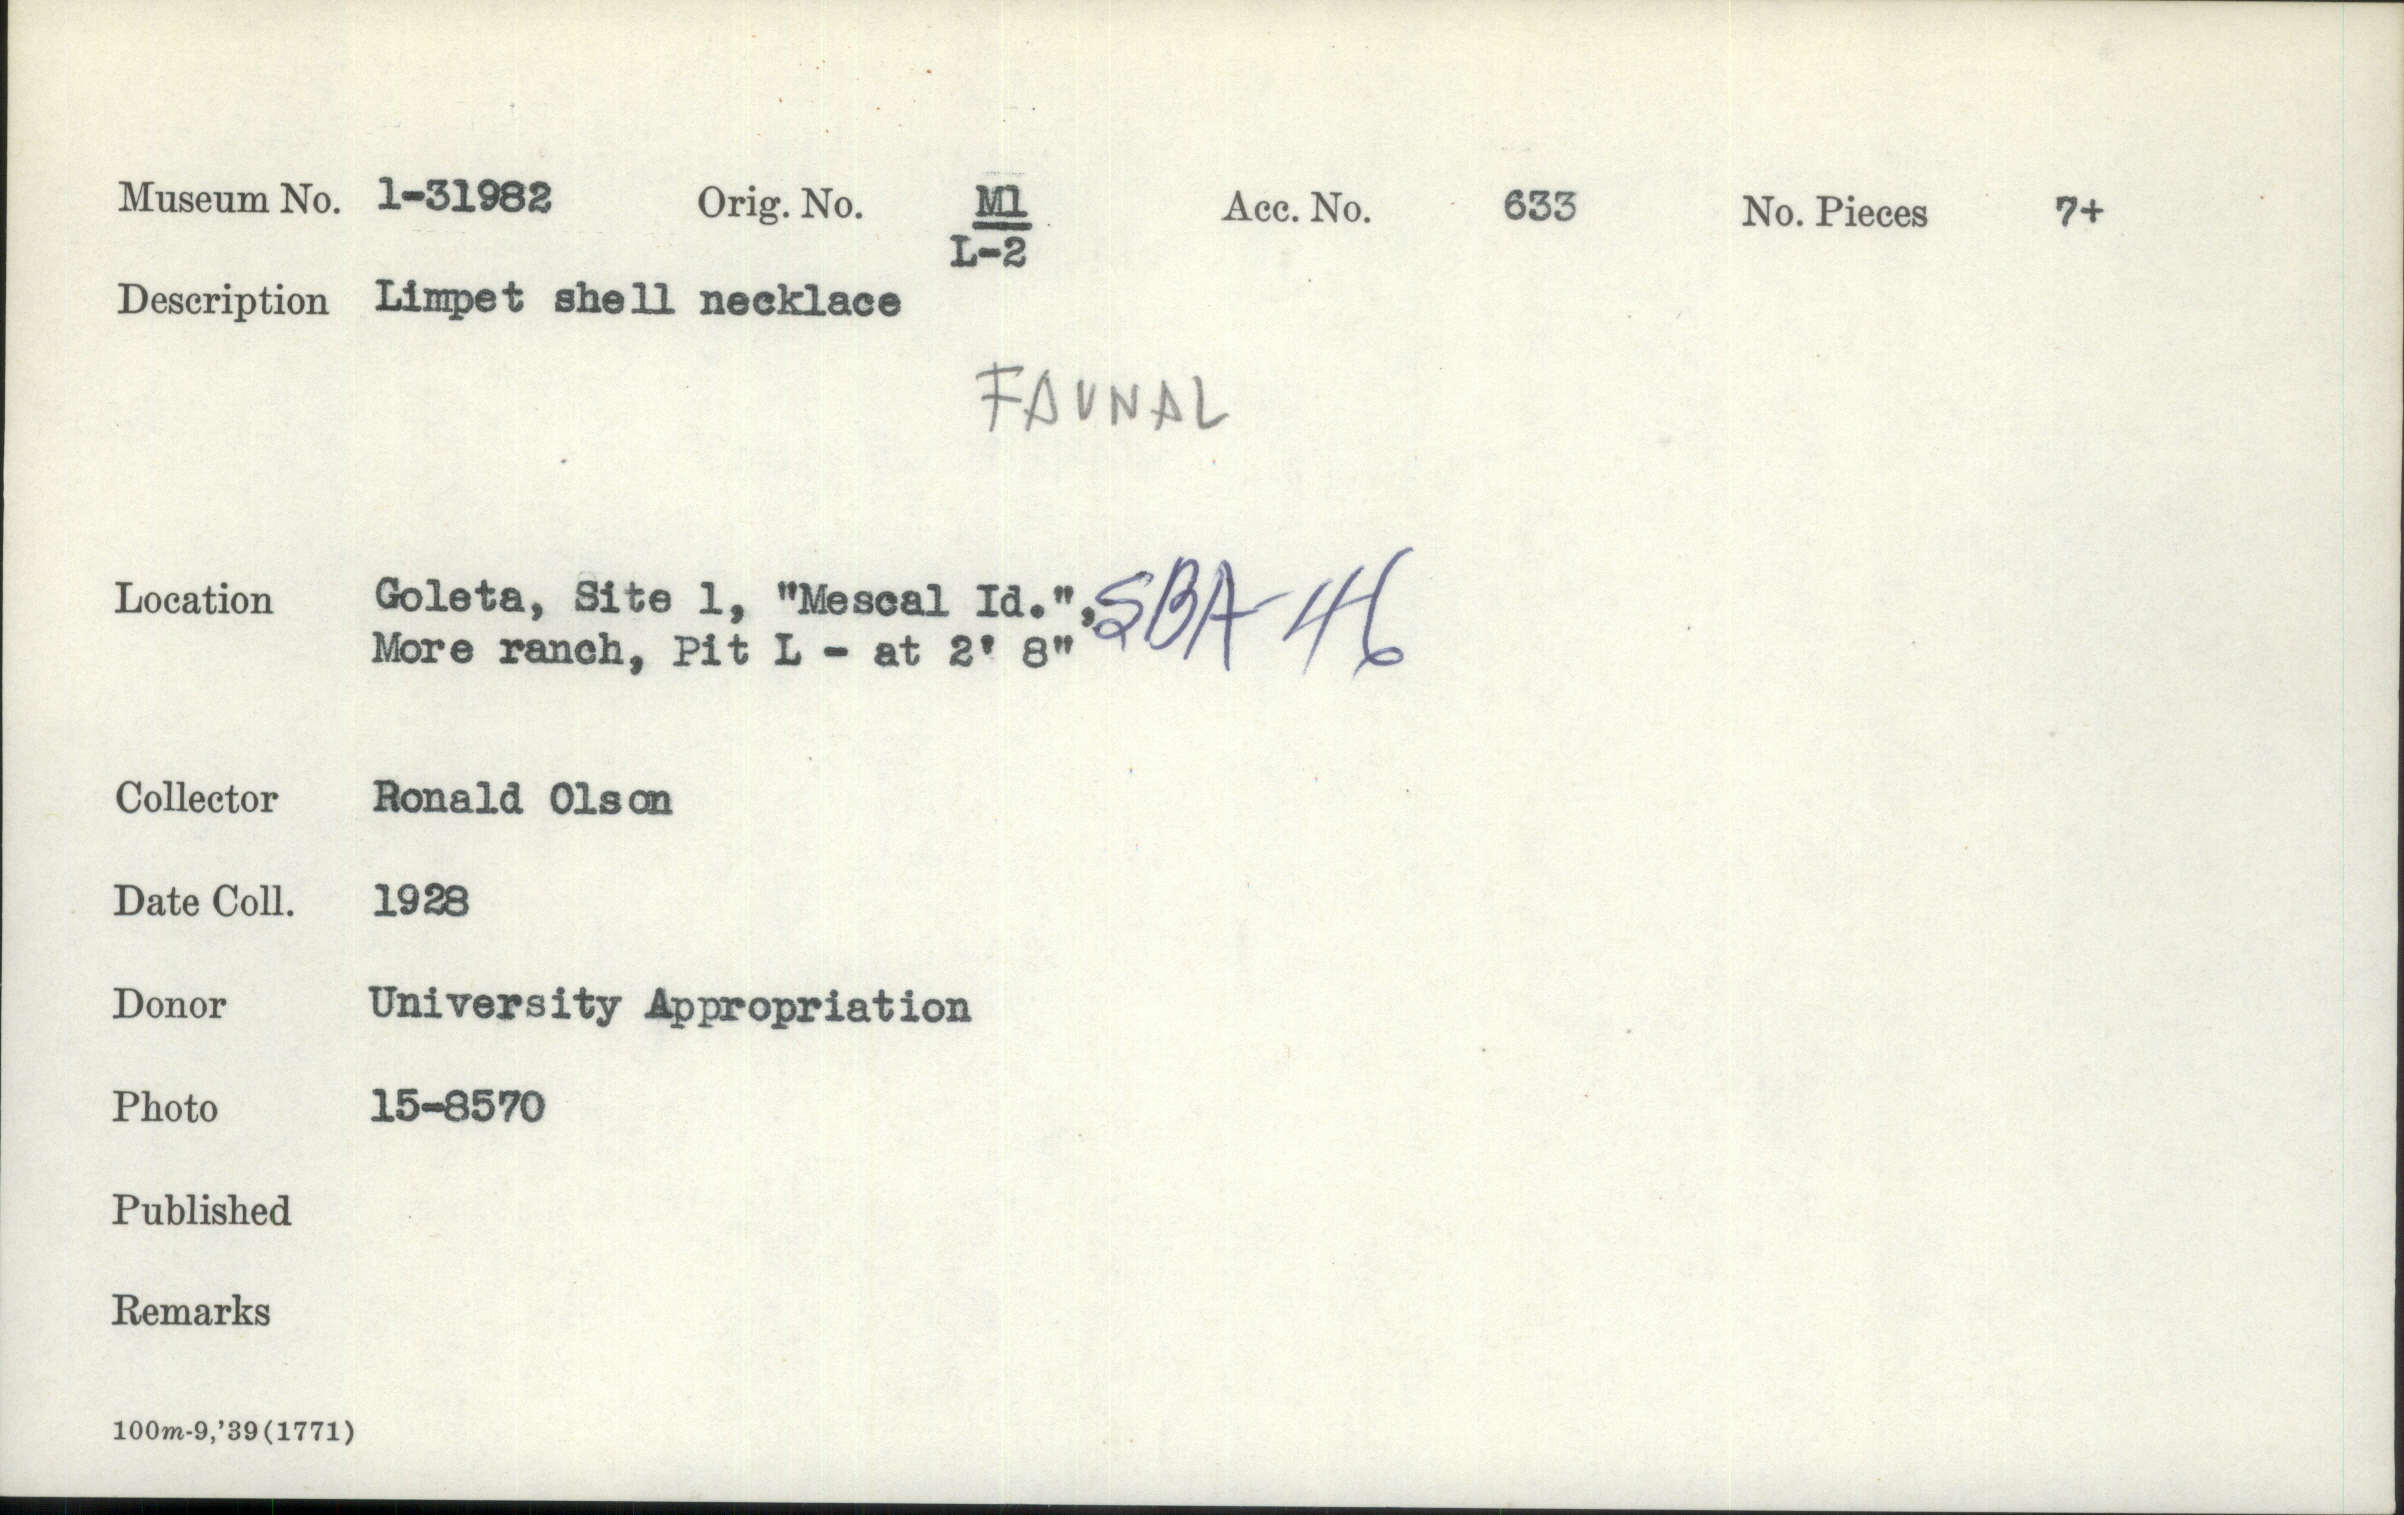 Museum No. 1-31982 Orig. No. M1 Acc. No. 633 No. Pieces 7+
L-2
Description Limpet shell necklace
FAUNAL
Location Goleta, Site 1, "Mescal Id.", SBA-46
More ranch, Pit L - at 2' 8"
Collector Ronald Olson
Date Coll. 1928
Donor University Appropriation
Photo 15-8570
Published
Remarks
100m-9,'39(1771)